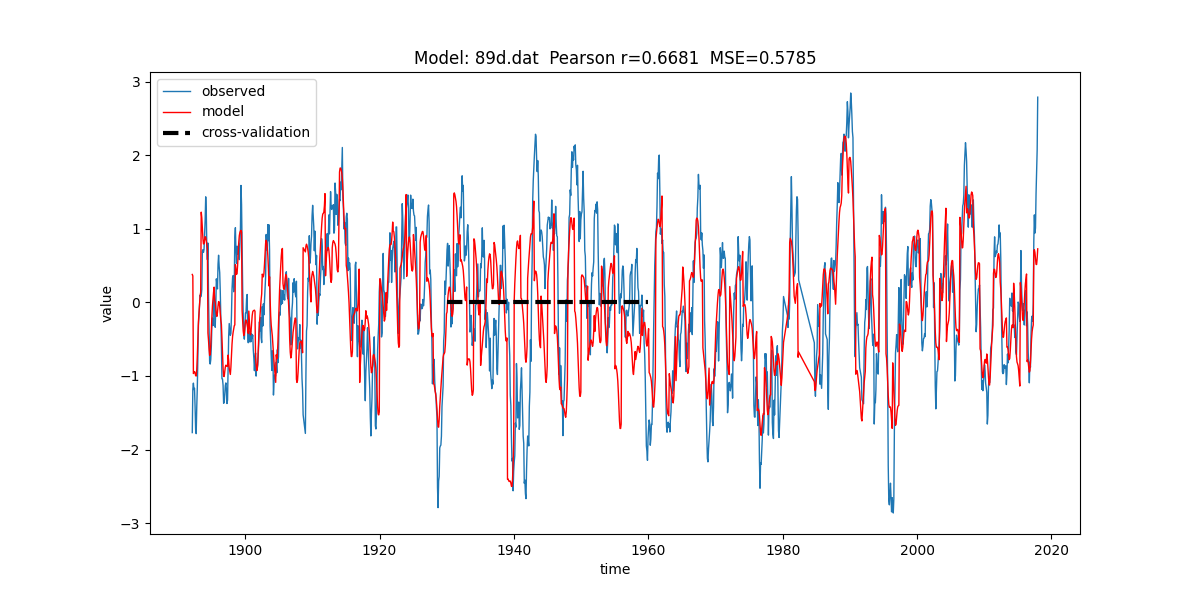 Model: 89d.dat  Pearson r=0.6681  MSE=0.5785
observed
model
cross-validation
3
2
1
0
−1
−2
−3
value
1900
1920
1940
1960
1980
2000
2020
time